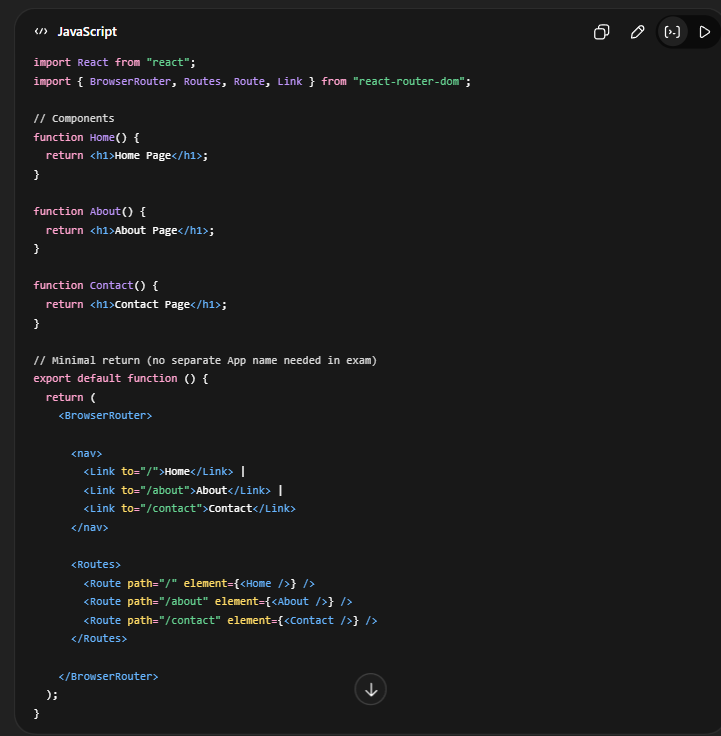 JavaScript
import React from "react";
import { BrowserRouter, Routes, Route, Link } from "react-router-dom";
// Components
function Home() {
return <h1>Home Page</h1>;
}
function About() {
return <h1>About Page</h1>;
}
function Contact() {
return <h1>Contact Page</h1>;
}
// Minimal return (no separate App name needed in exam)
export default function () {
return (
<BrowserRouter>
<nav>
<Link to="/">Home</Link> |
<Link to="/about">About</Link> |
<Link to="/contact">Contact</Link>
</nav>
<Routes>
<Route path="/" element={<Home />} />
<Route path="/about" element={<About />} />
<Route path="/contact" element={<Contact />} />
</Routes>
</BrowserRouter>
);
}